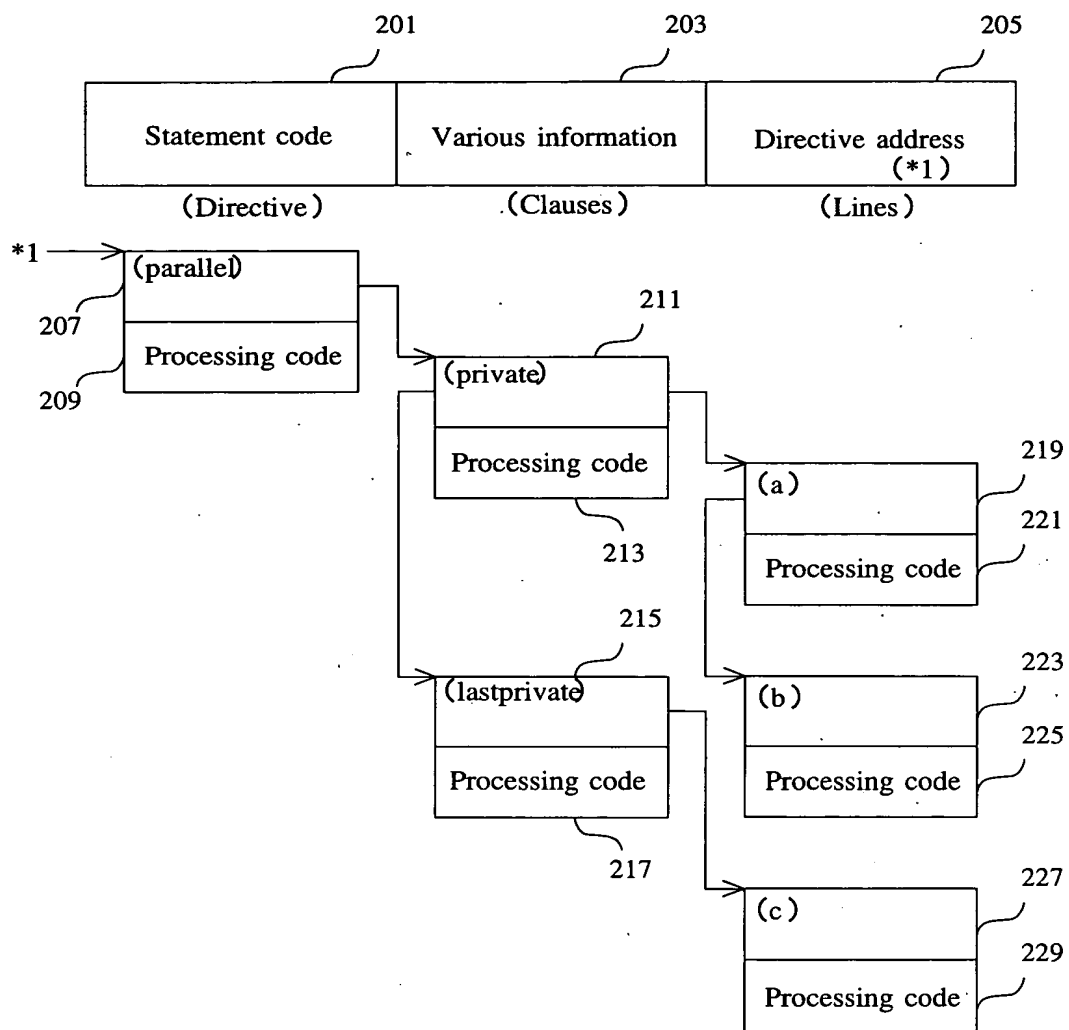 201
203
205
Statement code
Various information
Directive address
(*1)
(Directive)
(Clauses)
(Lines)
*1
(parallel)
207
211
Processing code
209
(private)
Processing code
219
(a)
221
213
Processing code
215
223
(lastprivate)
(b)
225
Processing code
Processing code
217
227
(c)
229
Processing code